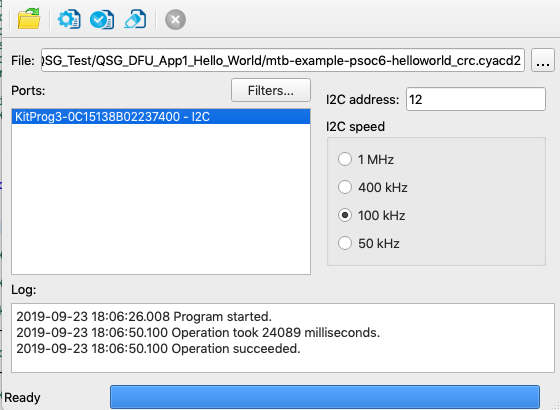 File: QSG_Test/QSG_DFU_App1_Hello_World/mtb-example-psoc6-helloworld_crc.cyacd2 ...
Ports: Filters...
KitProg3-0C15138B02237400 - I2C
I2C address: 12
I2C speed
1 MHz
400 kHz
100 kHz
50 kHz
Log:
2019-09-23 18:06:26.008 Program started.
2019-09-23 18:06:50.100 Operation took 24089 milliseconds.
2019-09-23 18:06:50.100 Operation succeeded.
Ready